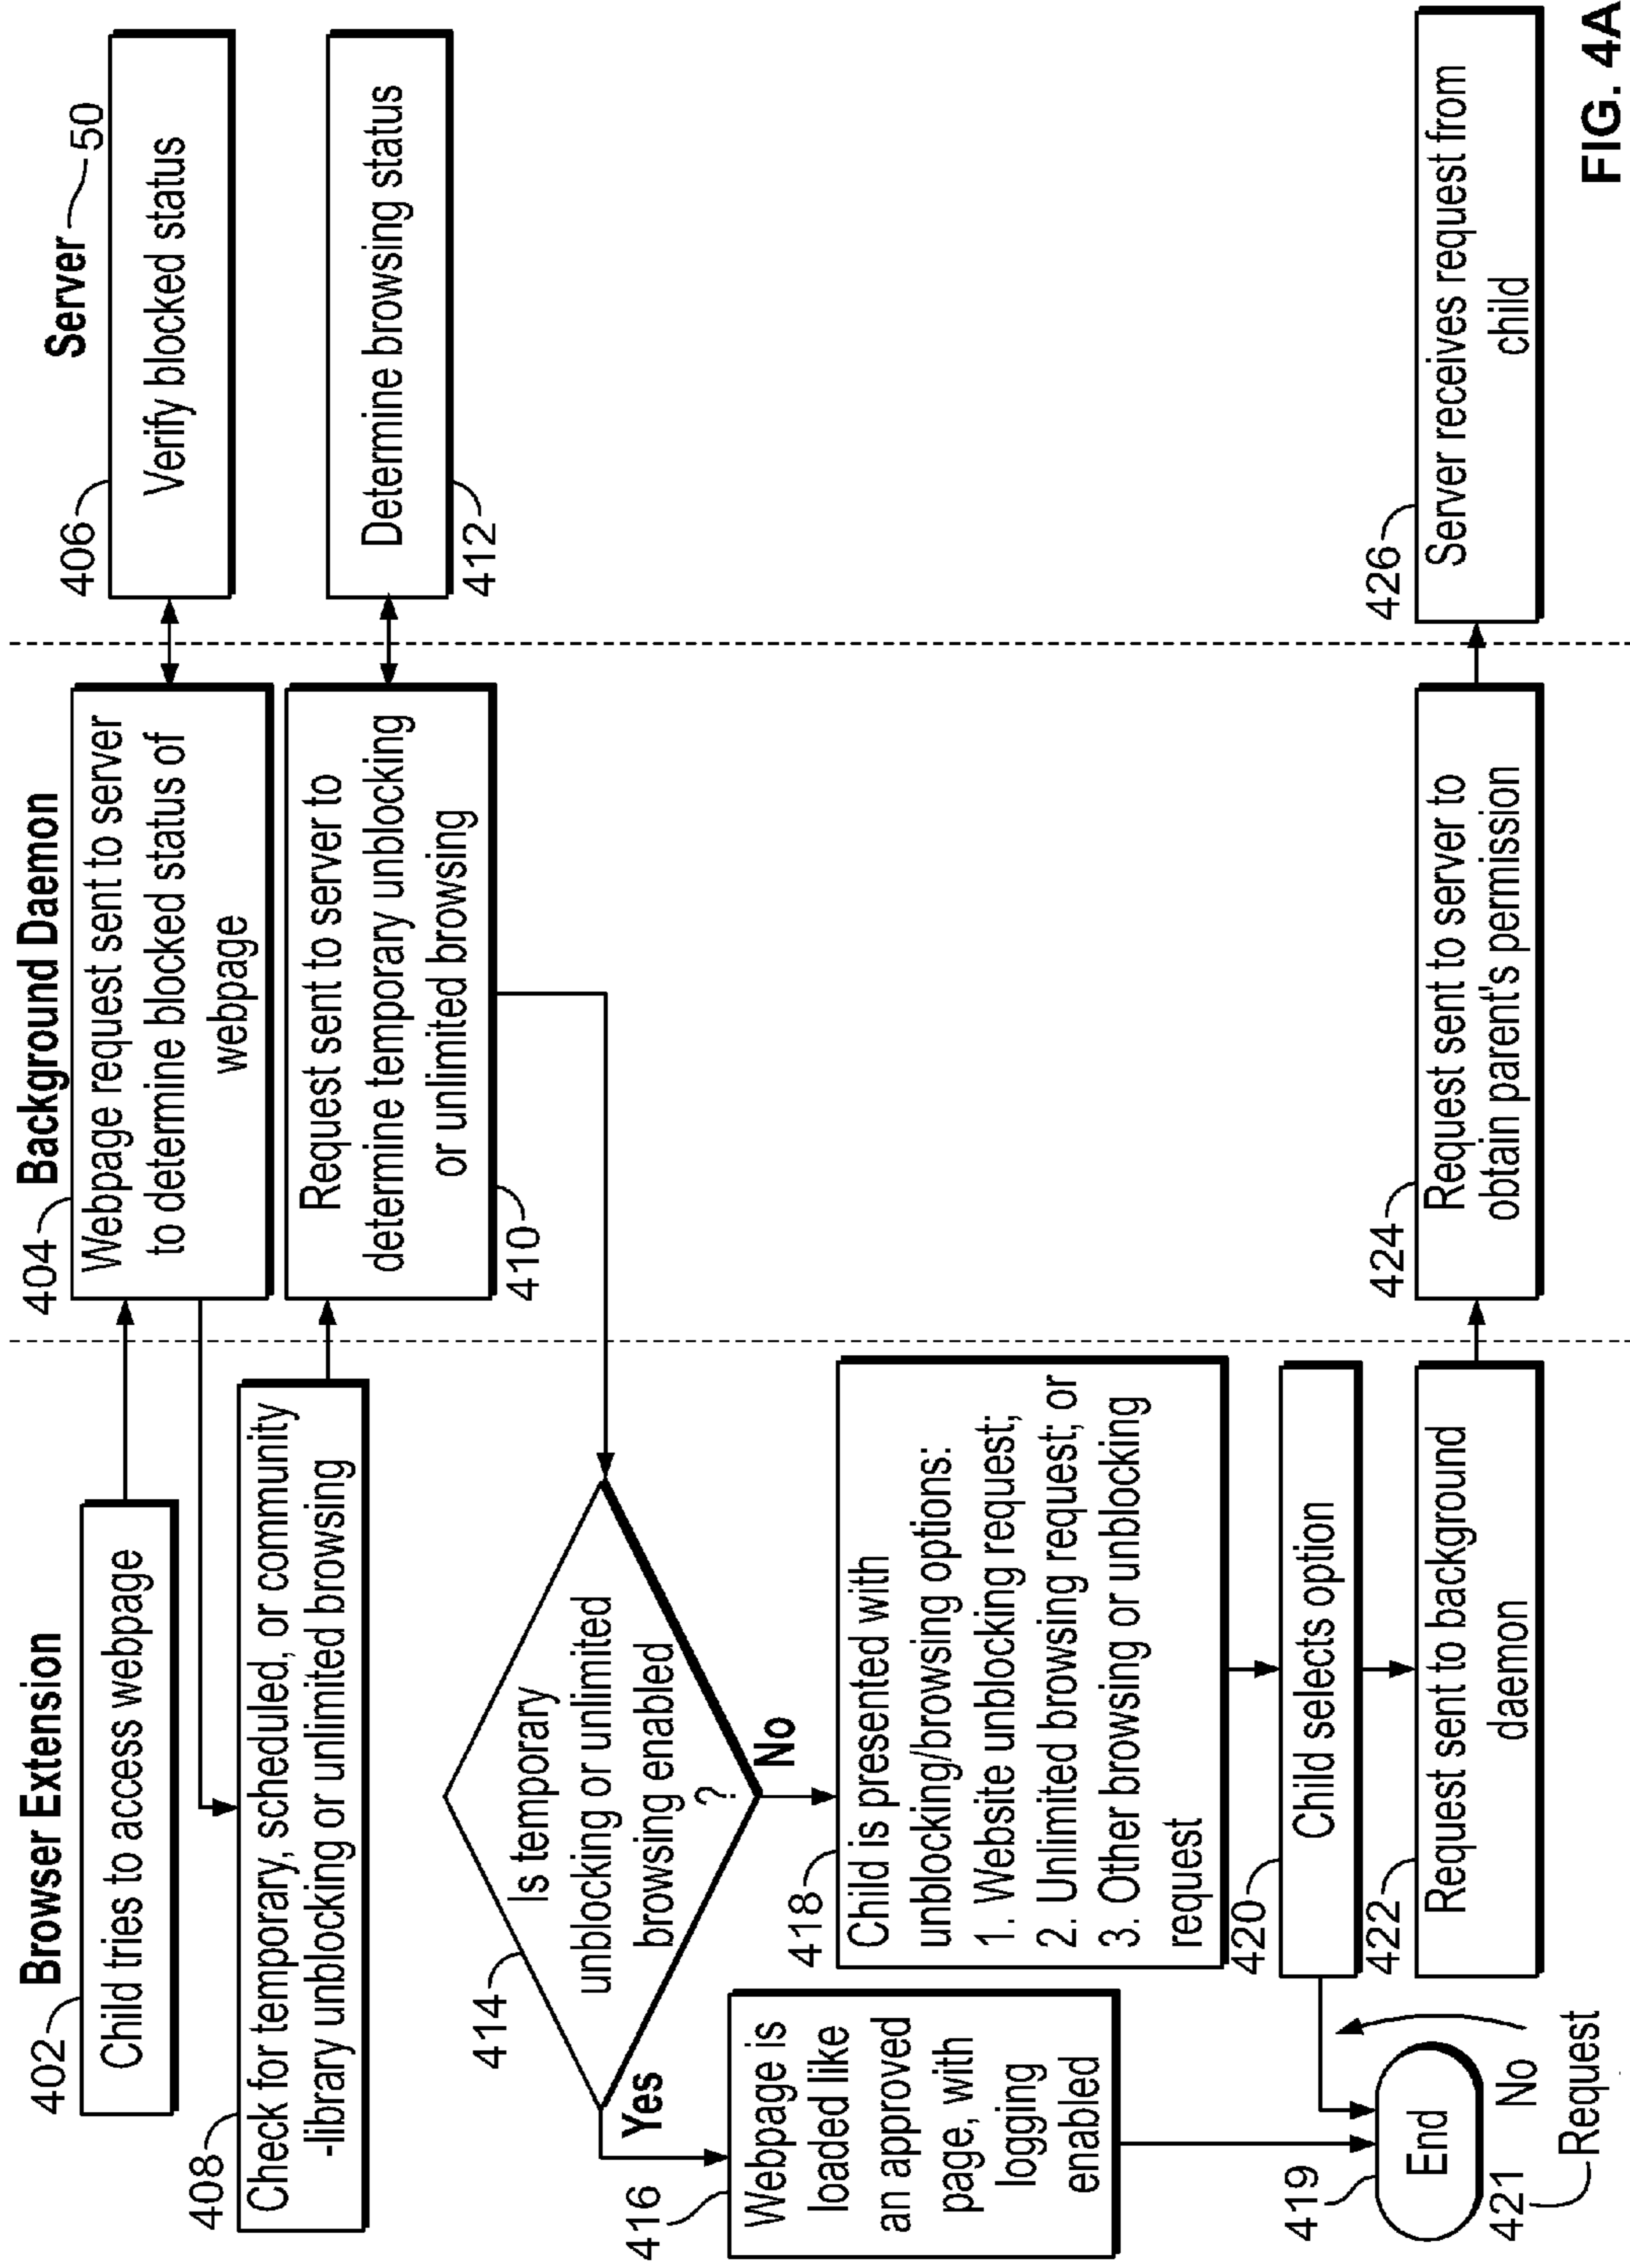 Browser Extension
Background Daemon
Server
50
402
Child tries to access webpage
404
Webpage request sent to server
to determine blocked status of
webpage
406
Verify blocked status
408
Check for temporary, scheduled, or community
-library unblocking or unlimited browsing
Request sent to server to
determine temporary unblocking
or unlimited browsing
410
Determine browsing status
412
414
Is temporary
unblocking or unlimited
browsing enabled
?
Yes
No
416
Webpage is
loaded like
an approved
page, with
logging
enabled
418
Child is presented with
unblocking/browsing options:
1. Website unblocking request;
2. Unlimited browsing request; or
3. Other browsing or unblocking
request
420
Child selects option
419
End
No
421
Request
422
Request sent to background
daemon
424
Request sent to server to
obtain parent's permission
426
Server receives request from
child
FIG. 4A